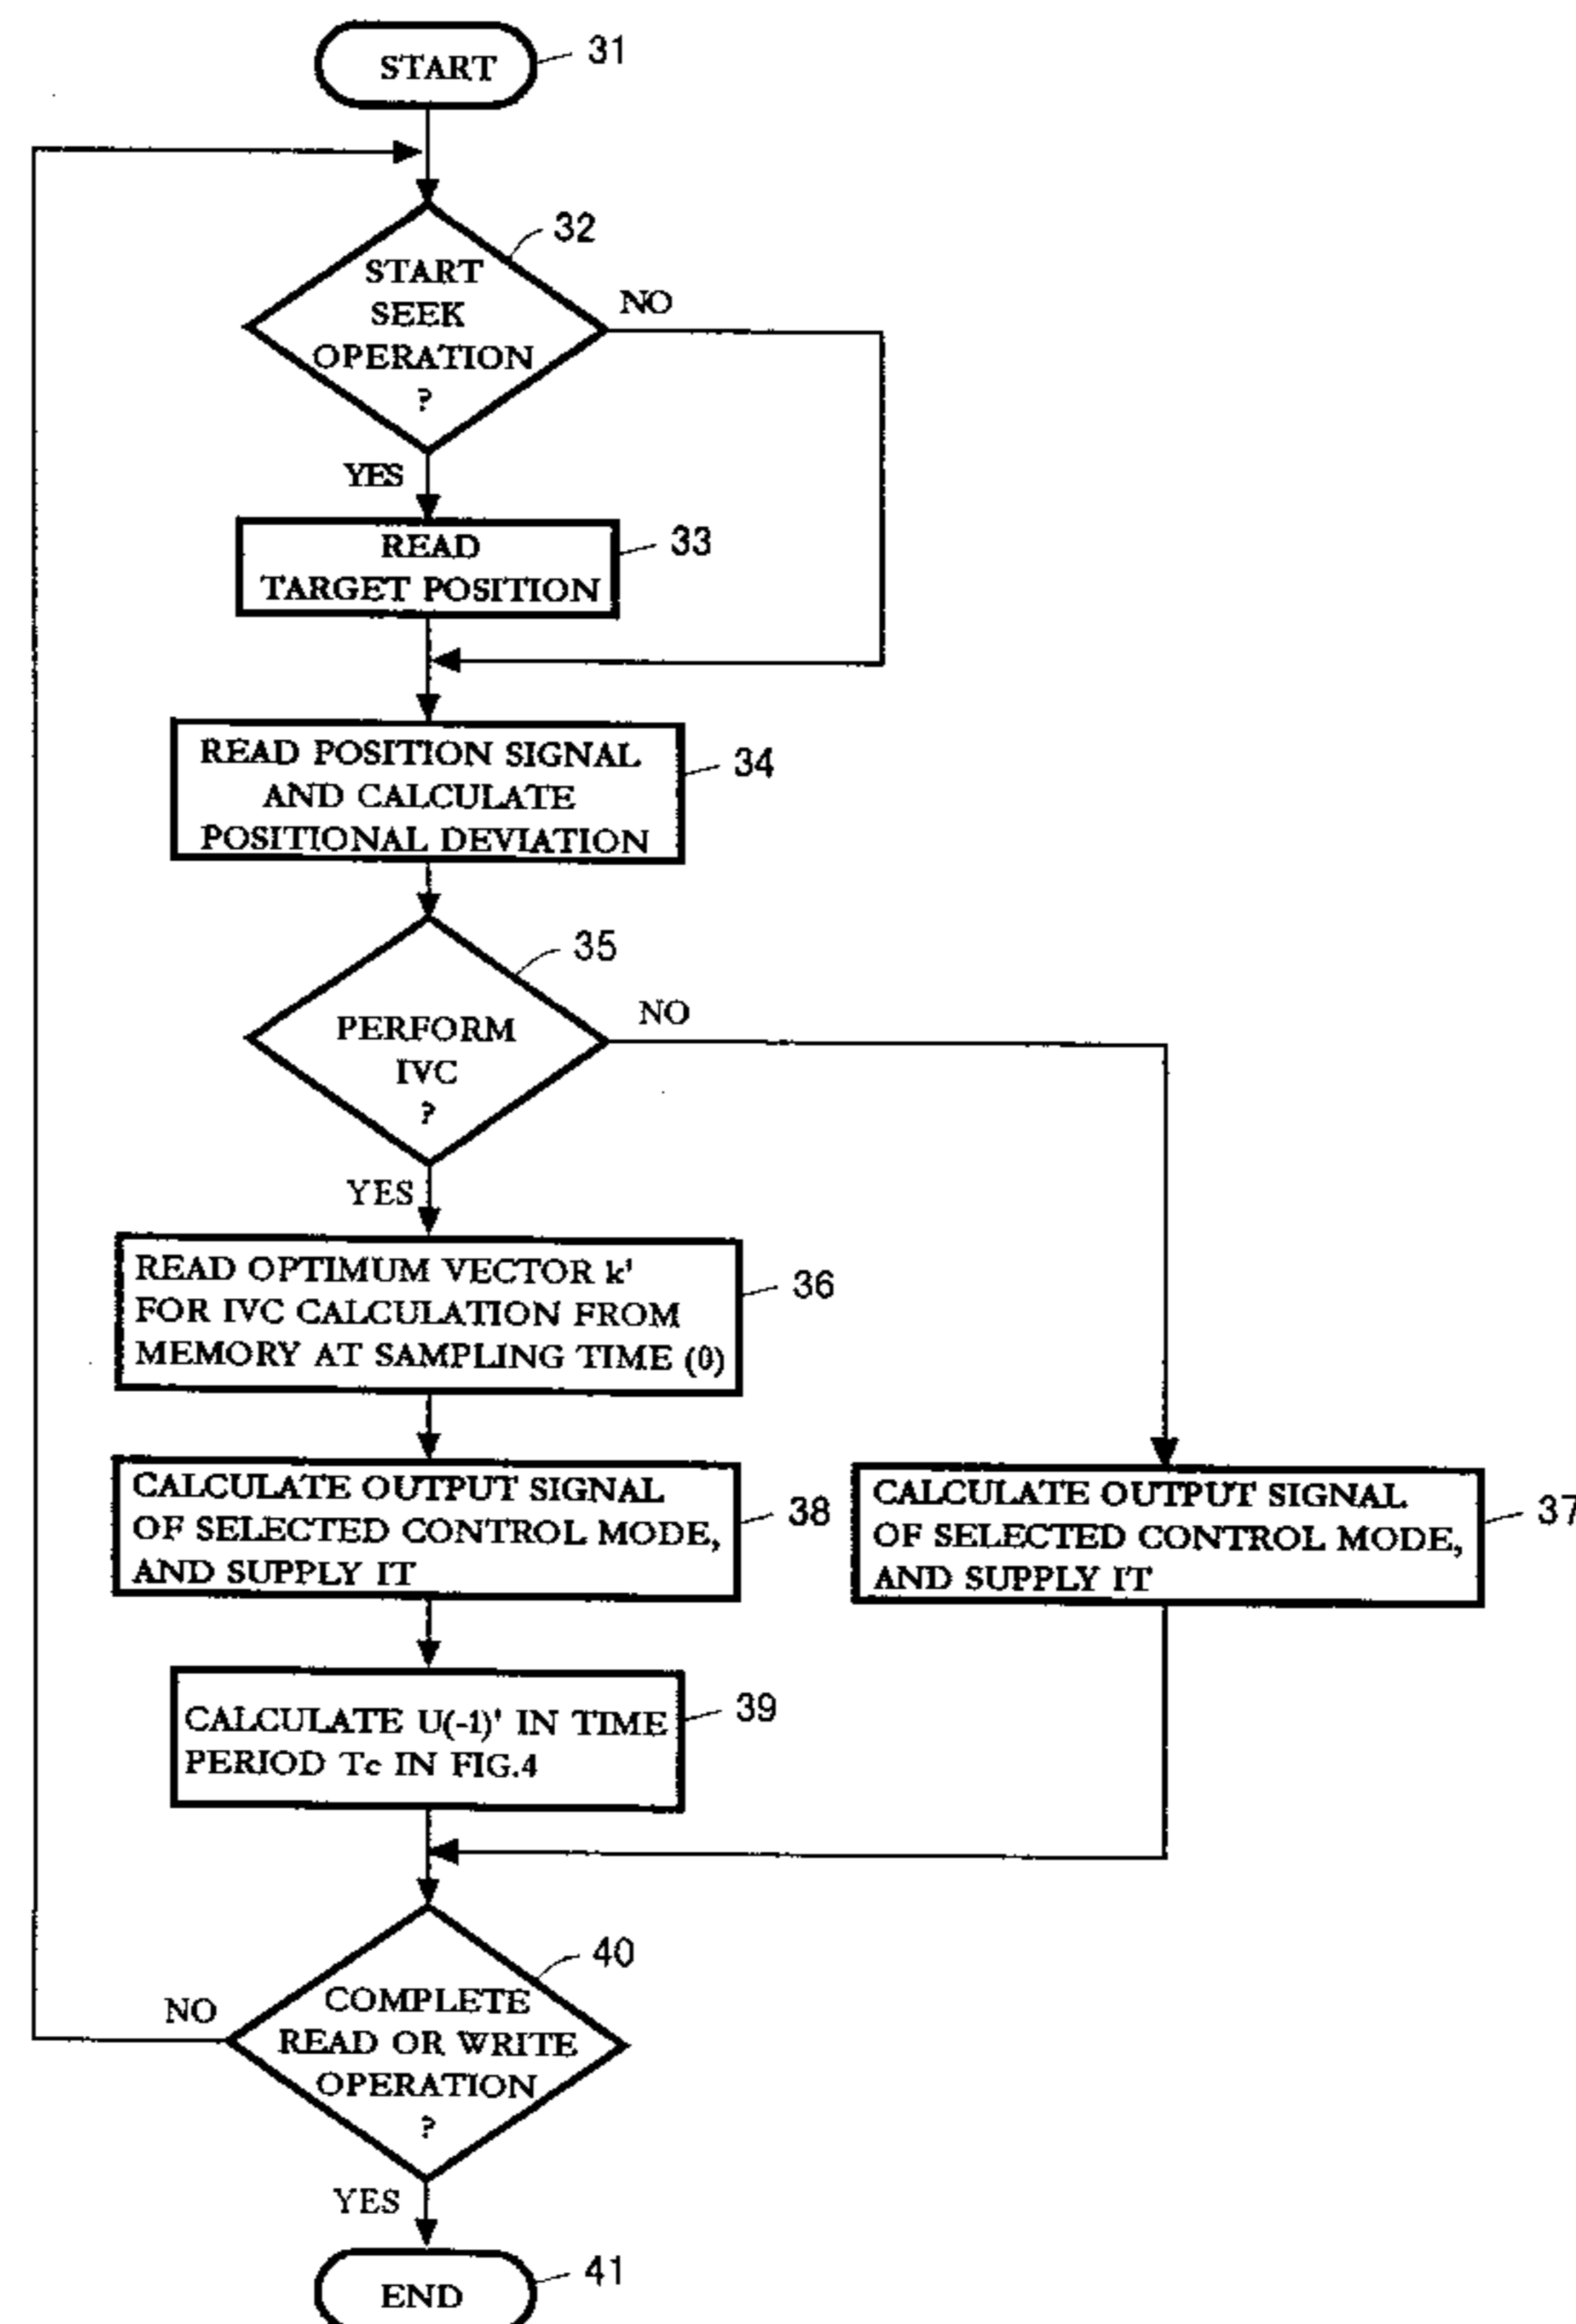 START
31
32
START
SEEK
OPERATION
?
NO
YES
READ
TARGET POSITION
33
READ POSITION SIGNAL
AND CALCULATE
POSITIONAL DEVIATION
34
35
PERFORM
IVC
?
NO
YES
READ OPTIMUM VECTOR k'
FOR IVC CALCULATION FROM
MEMORY AT SAMPLING TIME (0)
36
CALCULATE OUTPUT SIGNAL
OF SELECTED CONTROL MODE,
AND SUPPLY IT
38
CALCULATE OUTPUT SIGNAL
OF SELECTED CONTROL MODE,
AND SUPPLY IT
37
CALCULATE U(-1)' IN TIME
PERIOD Tc IN FIG.4
39
40
COMPLETE
READ OR WRITE
OPERATION
?
NO
YES
END
41